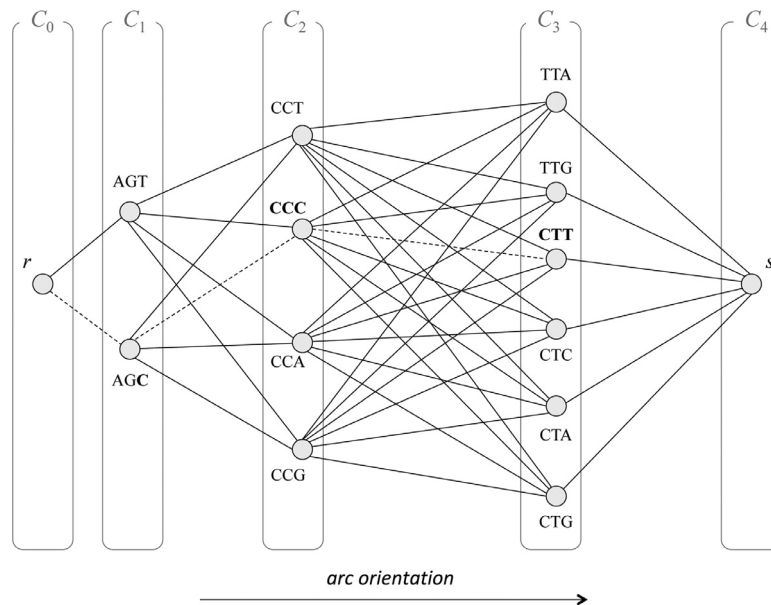 C0 C1 C2 C3 C4
TTA
CCT
TTG
AGT
CCC
CTT
r
s
CTC
CCA
AGC
CTA
CCG
CTG
arc orientation